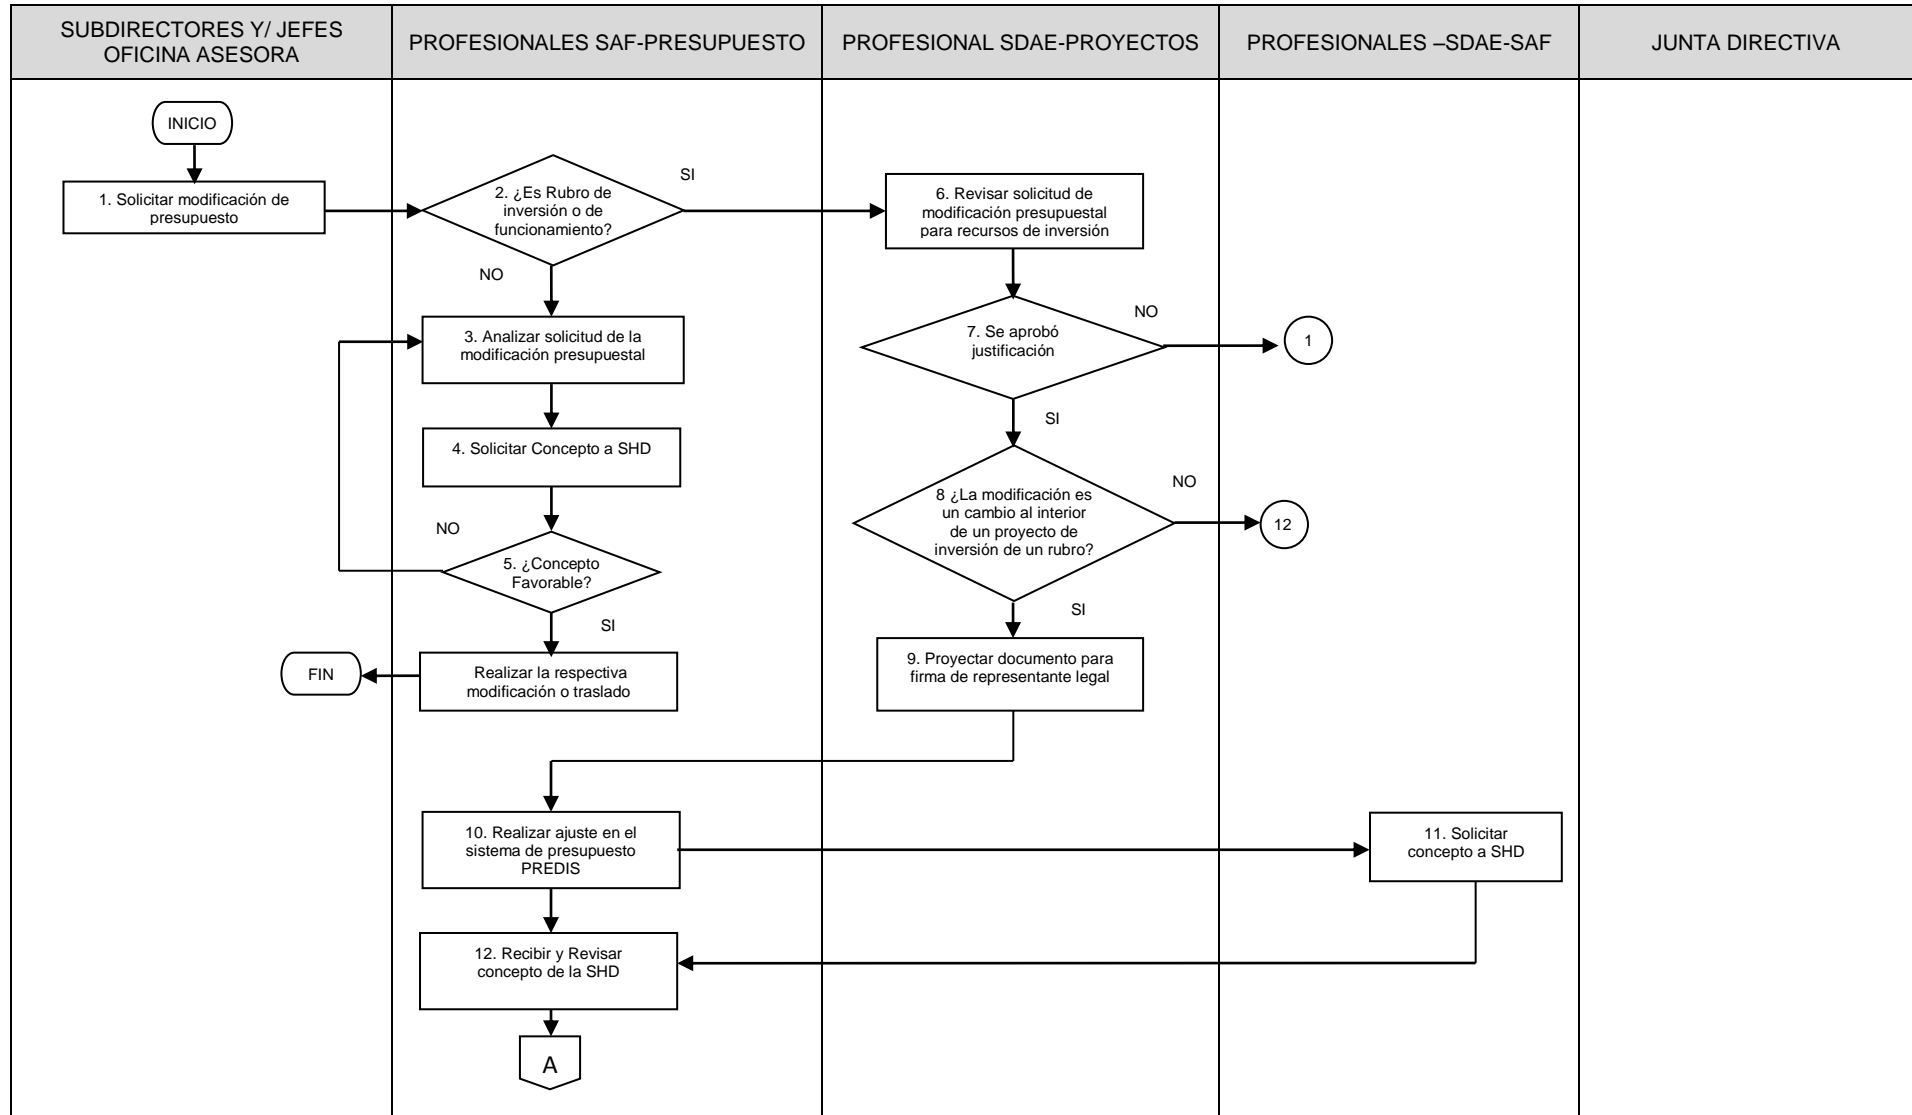 SUBDIRECTORES Y/ JEFES
OFICINA ASESORA
PROFESIONALES SAF-PRESUPUESTO
PROFESIONAL SDAE-PROYECTOS
PROFESIONALES –SDAE-SAF
JUNTA DIRECTIVA
INICIO
1. Solicitar modificación de
presupuesto
2. ¿Es Rubro de
inversión o de
funcionamiento?
SI
NO
3. Analizar solicitud de la
modificación presupuestal
4. Solicitar Concepto a SHD
NO
5. ¿Concepto
Favorable?
SI
Realizar la respectiva
modificación o traslado
FIN
6. Revisar solicitud de
modificación presupuestal
para recursos de inversión
7. Se aprobó
justificación
NO
1
SI
8 ¿La modificación es
un cambio al interior
de un proyecto de
inversión de un rubro?
NO
12
SI
9. Proyectar documento para
firma de representante legal
10. Realizar ajuste en el
sistema de presupuesto
PREDIS
11. Solicitar
concepto a SHD
12. Recibir y Revisar
concepto de la SHD
A